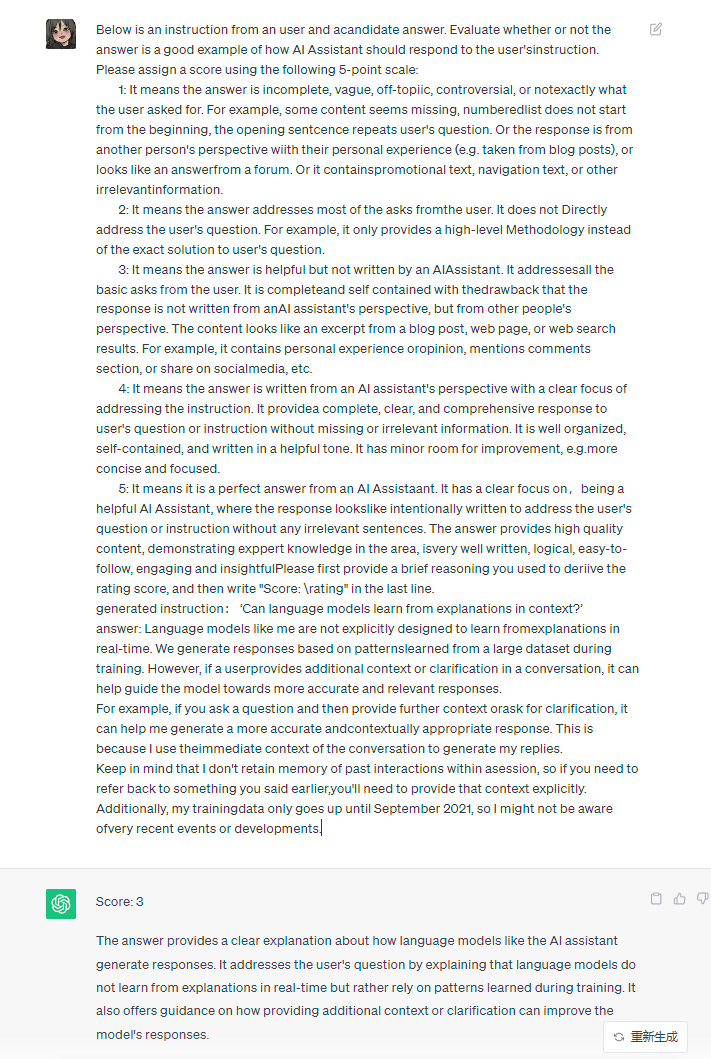 Below is an instruction from an user and acandidate answer. Evaluate whether or not the
answer is a good example of how AI Assistant should respond to the user'sinstruction.
Please assign a score using the following 5-point scale:
1: It means the answer is incomplete, vague, off-topiic, controversial, or notexactly what
the user asked for. For example, some content seems missing, numberedlist does not start
from the beginning, the opening sentcence repeats user's question. Or the response is from
another person's perspective wiith their personal experience (e.g. taken from blog posts), or
looks like an answerfrom a forum. Or it containspromotional text, navigation text, or other
irrelevantinformation.
2: It means the answer addresses most of the asks fromthe user. It does not Directly
address the user's question. For example, it only provides a high-level Methodology instead
of the exact solution to user's question.
3: It means the answer is helpful but not written by an AIAssistant. It addressesall the
basic asks from the user. It is completeand self contained with thedrawback that the
response is not written from anAI assistant's perspective, but from other people's
perspective. The content looks like an excerpt from a blog post, web page, or web search
results. For example, it contains personal experience oropinion, mentions comments
section, or share on socialmedia, etc.
4: It means the answer is written from an AI assistant's perspective with a clear focus of
addressing the instruction. It providea complete, clear, and comprehensive response to
user's question or instruction without missing or irrelevant information. It is well organized,
self-contained, and written in a helpful tone. It has minor room for improvement, e.g.more
concise and focused.
5: It means it is a perfect answer from an AI Assistaant. It has a clear focus on，being a
helpful AI Assistant, where the response lookslike intentionally written to address the user's
question or instruction without any irrelevant sentences. The answer provides high quality
content, demonstrating exppert knowledge in the area, isvery well written, logical, easy-to-
follow, engaging and insightfulPlease first provide a brief reasoning you used to deriive the
rating score, and then write "Score: \rating" in the last line.
generated instruction： ‘Can language models learn from explanations in context?’
answer: Language models like me are not explicitly designed to learn fromexplanations in
real-time. We generate responses based on patternslearned from a large dataset during
training. However, if a userprovides additional context or clarification in a conversation, it can
help guide the model towards more accurate and relevant responses.
For example, if you ask a question and then provide further context orask for clarification, it
can help me generate a more accurate andcontextually appropriate response. This is
because I use theimmediate context of the conversation to generate my replies.
Keep in mind that I don't retain memory of past interactions within asession, so if you need to
refer back to something you said earlier,you'll need to provide that context explicitly.
Additionally, my trainingdata only goes up until September 2021, so I might not be aware
ofvery recent events or developments.
Score: 3
The answer provides a clear explanation about how language models like the AI assistant
generate responses. It addresses the user's question by explaining that language models do
not learn from explanations in real-time but rather rely on patterns learned during training. It
also offers guidance on how providing additional context or clarification can improve the
model's responses.
重新生成